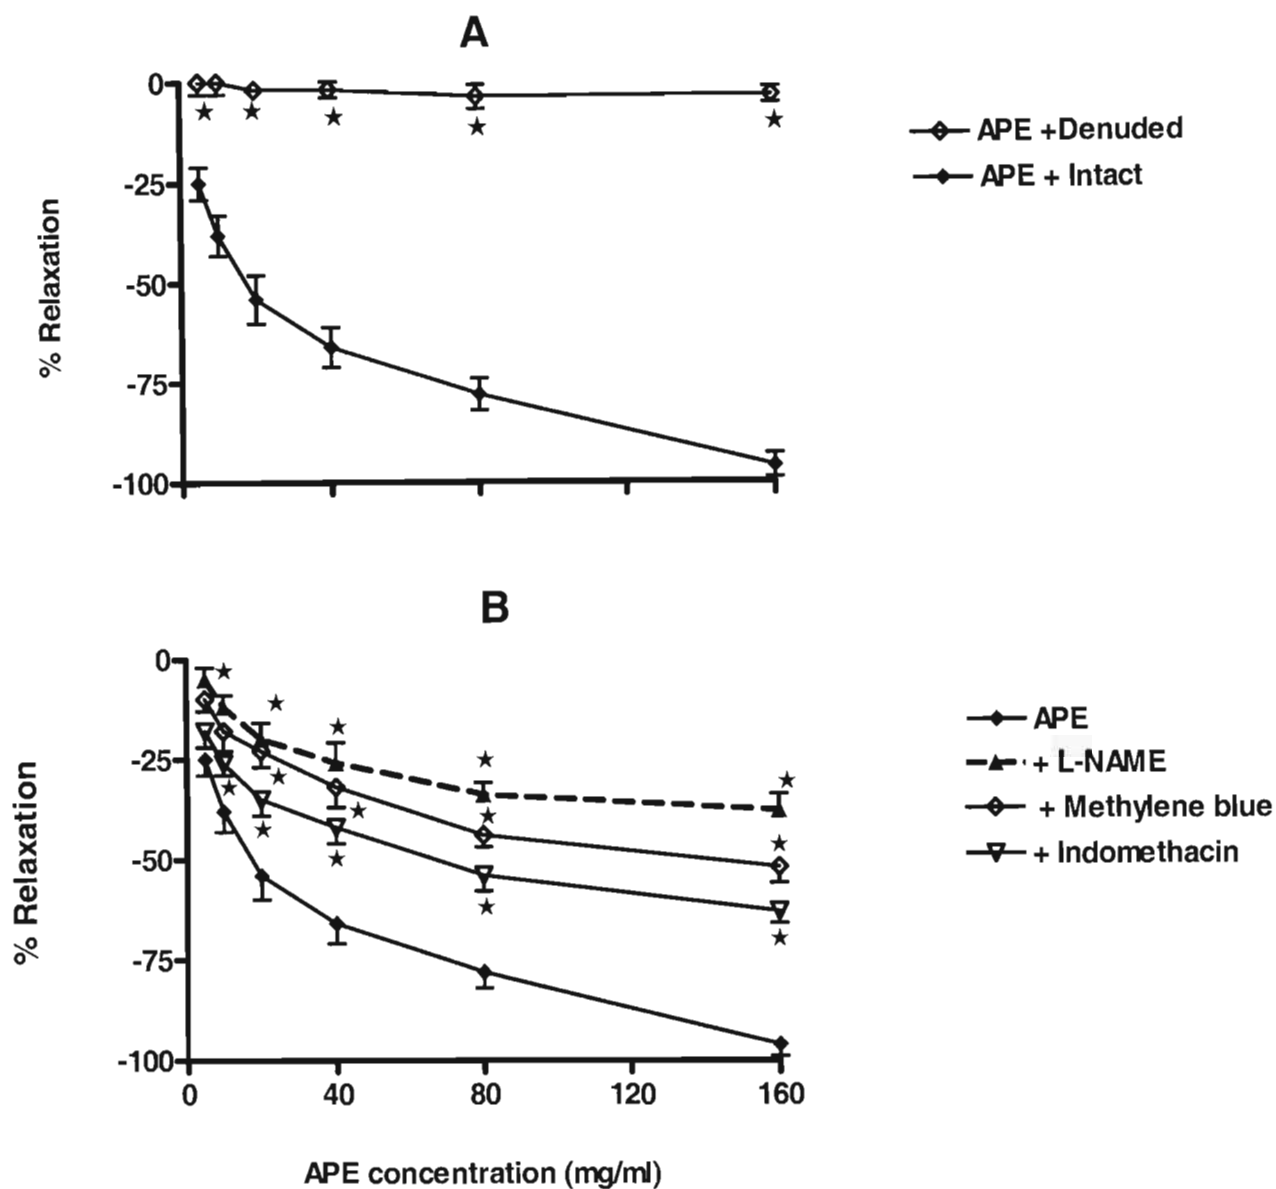 A
0
-25
-50
-75
-100
% Relaxation
APE +Denuded
APE + Intact
B
0
-25
-50
-75
-100
% Relaxation
APE
+ L-NAME
+ Methylene blue
+ Indomethacin
0 40 80 120 160
APE concentration (mg/ml)